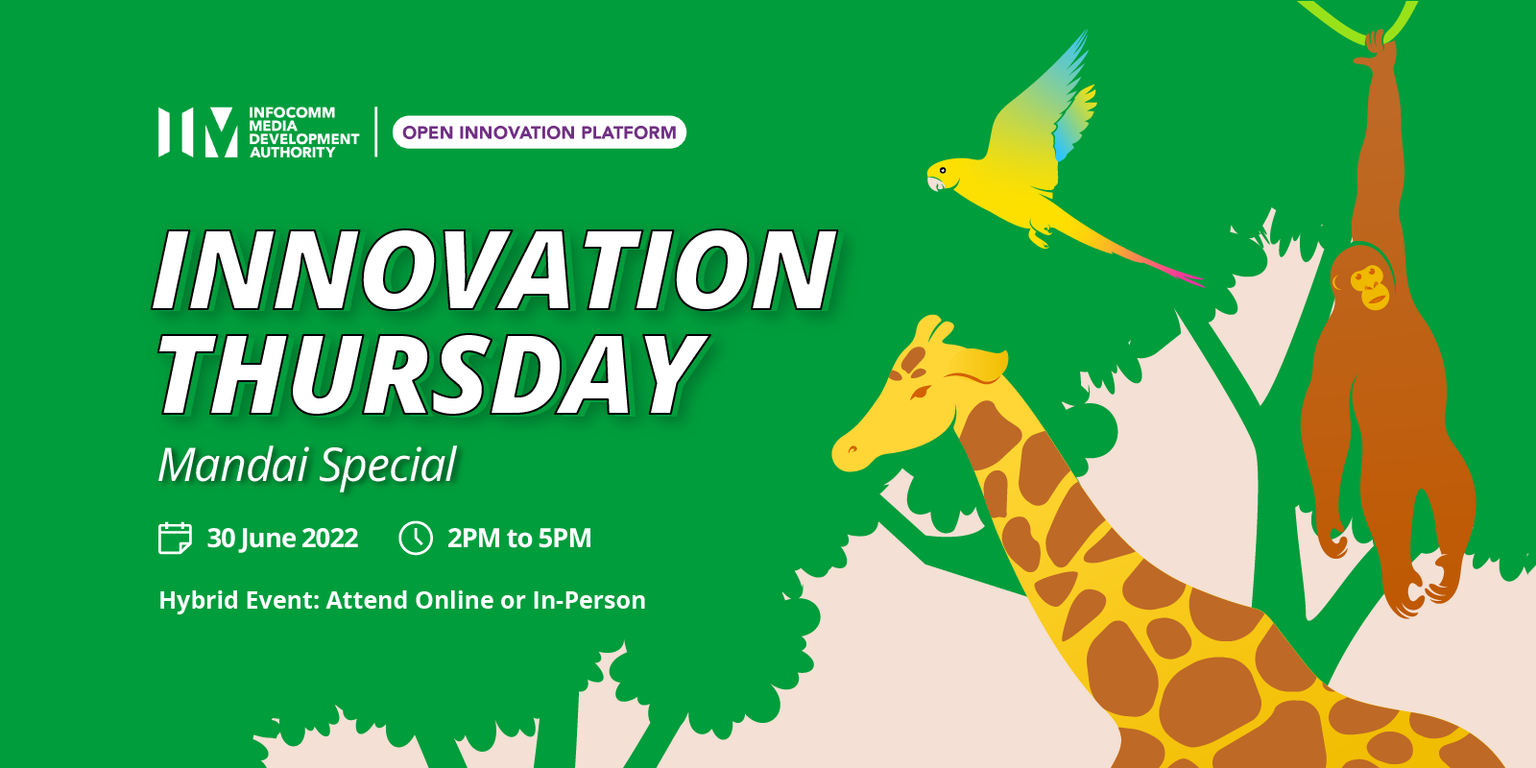 INFOCOMM
MEDIA
DEVELOPMENT
AUTHORITY
OPEN INNOVATION PLATFORM
INNOVATION
THURSDAY
Mandai Special
30 June 2022
2PM to 5PM
Hybrid Event: Attend Online or In-Person